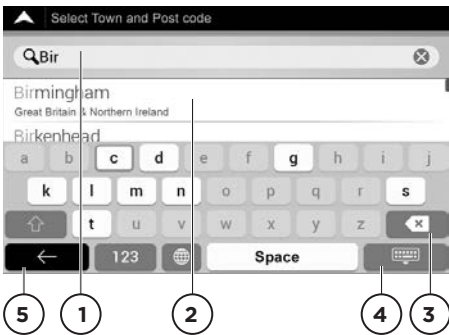 Select Town and Post code
Bir
Birmingham
Great Britain & Northern Ireland
Birkenhead
a b c d e f g h i j
k l m n o p q r s
t u v w x y z
123 Space
5 1 2 4 3